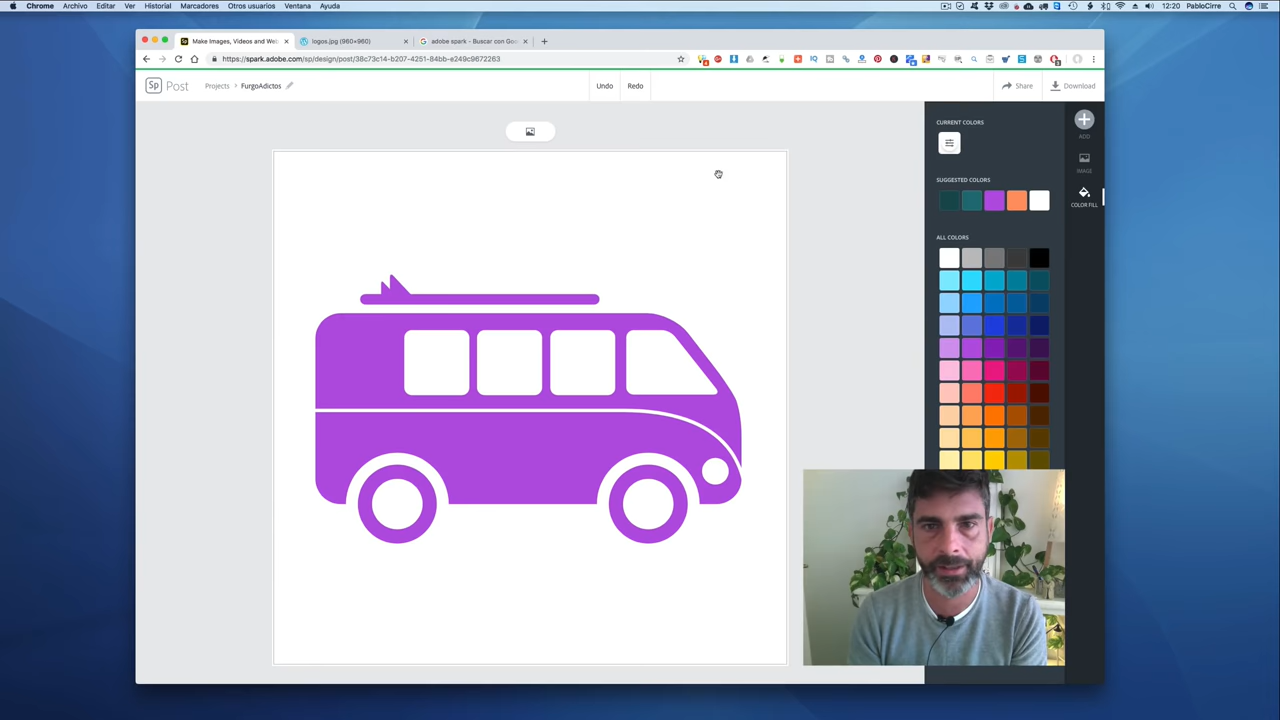 Chrome Archivo Editar Ver Historial Marcadores Otros usuarios Ventana Ayuda 12:20 PabloCirre
Make Images, Videos and Web logos.jpg (960×960) adobe spark - Buscar con Goo
https://spark.adobe.com/sp/design/post/38c73c14-b207-4251-84bb-e249c9672263
Sp Post Projects FurgoAdictos Undo Redo Share Download
CURRENT COLORS
ADD
IMAGE
SUGGESTED COLORS
COLOR FILL
ALL COLORS